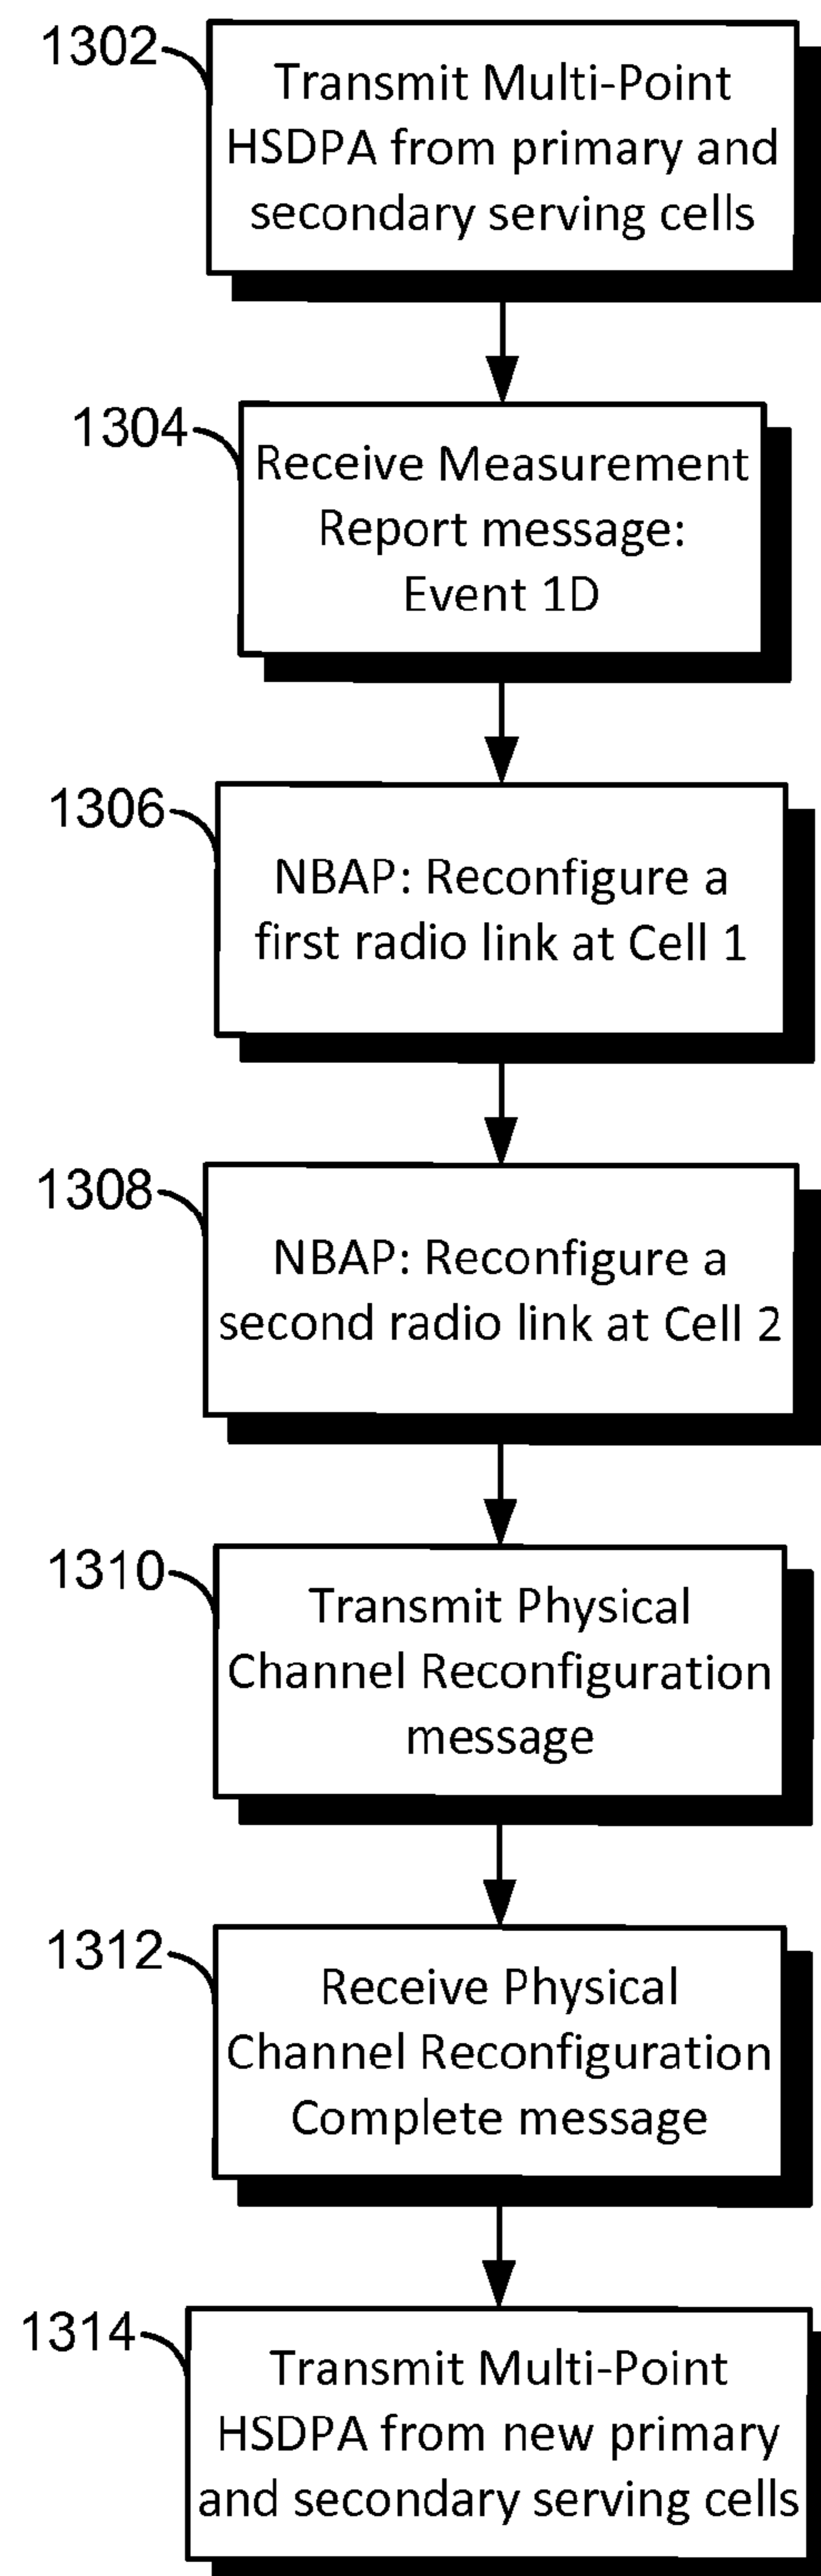 1302
Transmit Multi-Point
HSDPA from primary and
secondary serving cells
1304
Receive Measurement
Report message:
Event 1D
1306
NBAP: Reconfigure a
first radio link at Cell 1
1308
NBAP: Reconfigure a
second radio link at Cell 2
1310
Transmit Physical
Channel Reconfiguration
message
1312
Receive Physical
Channel Reconfiguration
Complete message
1314
Transmit Multi-Point
HSDPA from new primary
and secondary serving cells